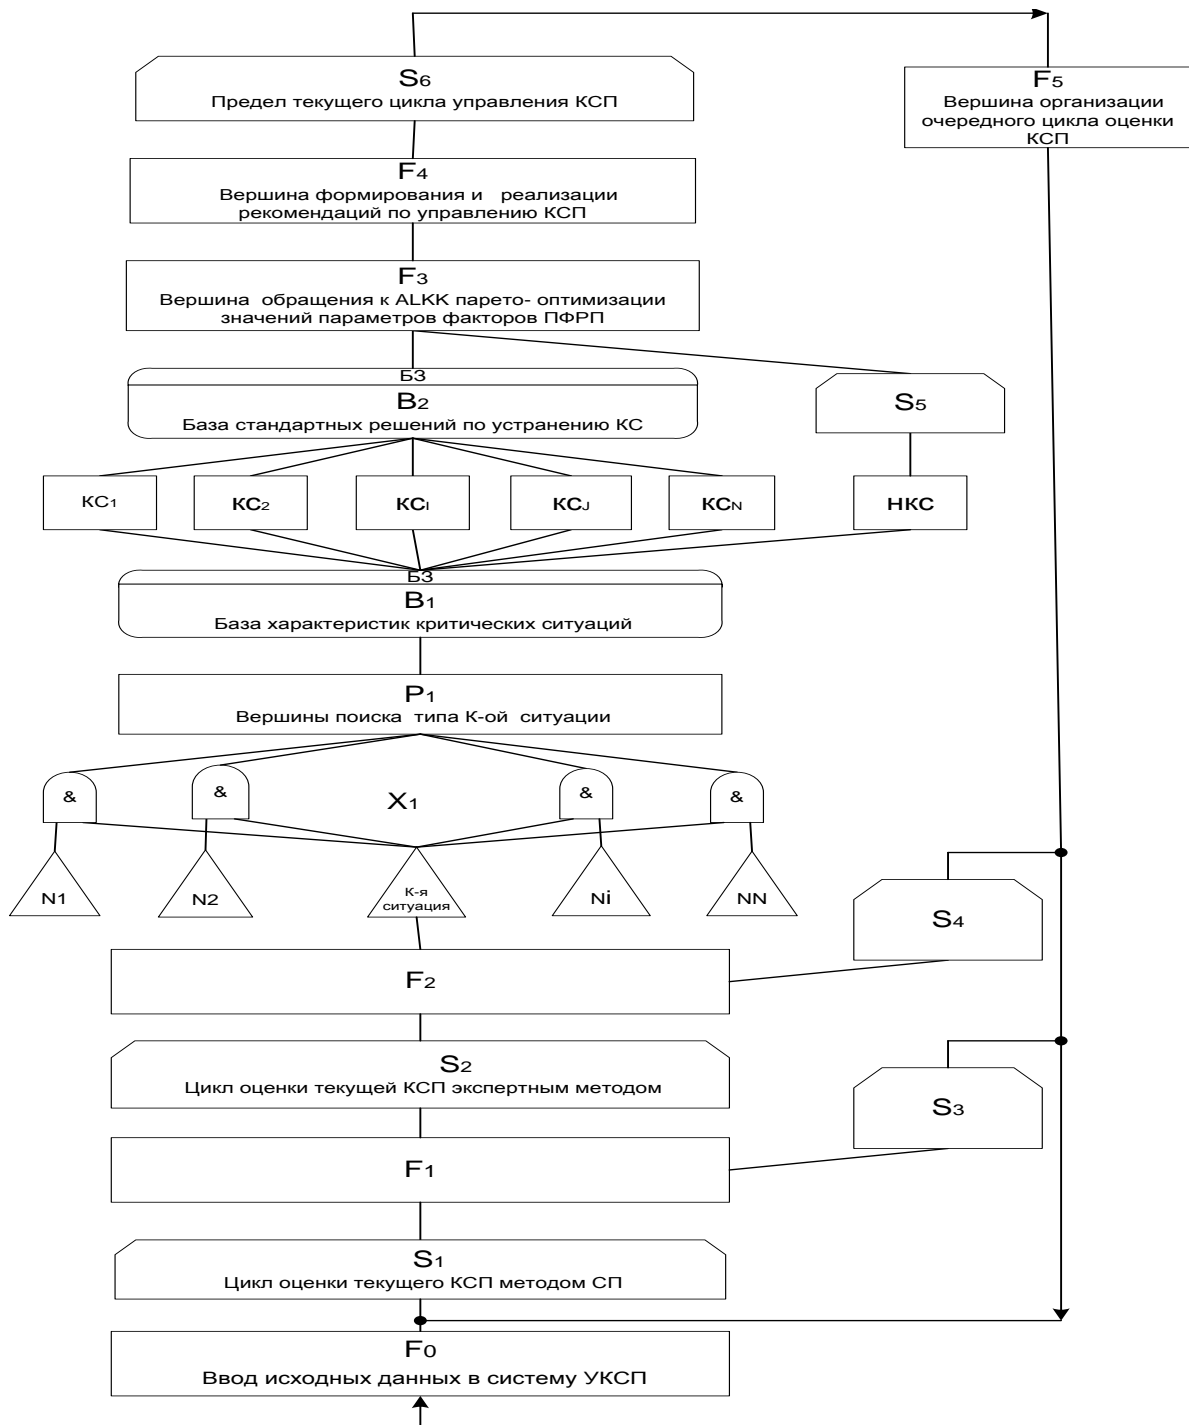 S6
Предел текущего цикла управления КСП
F5
Вершина организации
очередного цикла оценки
КСП
F4
Вершина формирования и реализации
рекомендаций по управлению КСП
F3
Вершина обращения к ALKK парето- оптимизации
значений параметров факторов ПФРП
БЗ
B2
База стандартных решений по устранению КС
S5
КС1
КС2
КСI
КСJ
КСN
НКС
БЗ
B1
База характеристик критических ситуаций
P1
Вершины поиска типа К-ой ситуации
&
&
X1
&
&
N1
N2
К-я
ситуация
Ni
NN
S4
F2
S2
Цикл оценки текущей КСП экспертным методом
S3
F1
S1
Цикл оценки текущего КСП методом СП
F0
Ввод исходных данных в систему УКСП